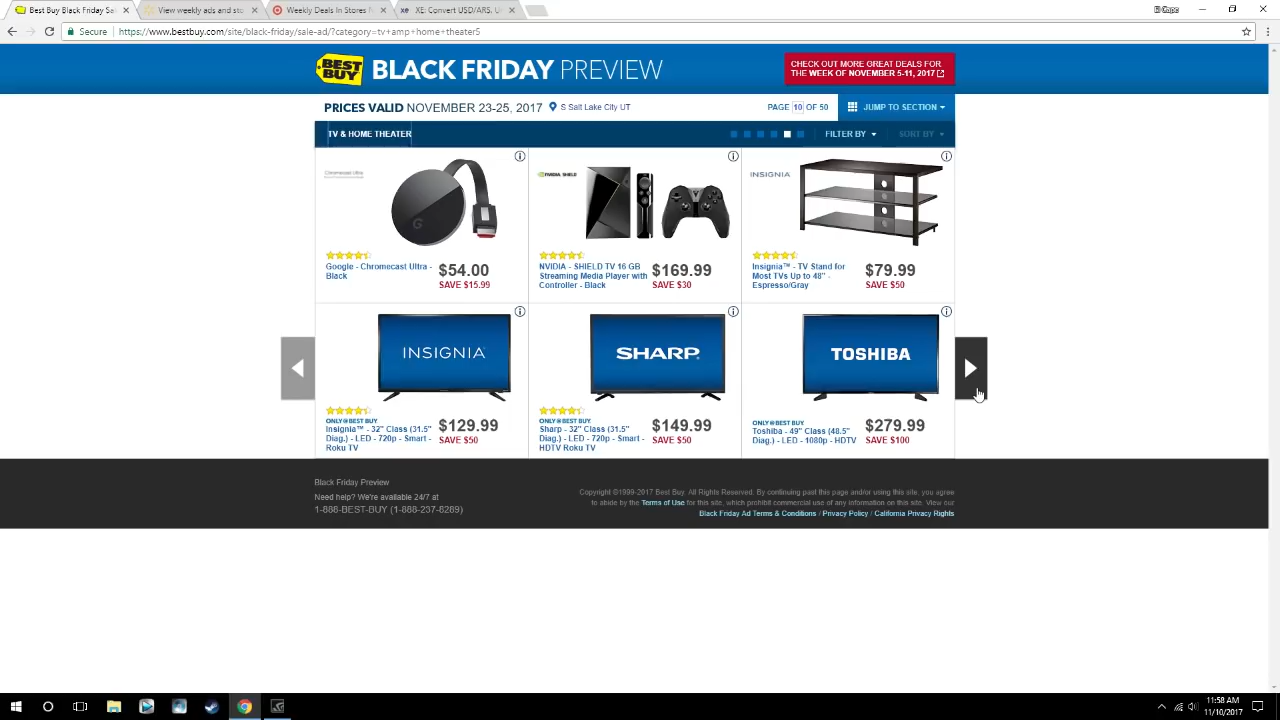 Best Buy Black Friday Sal
View weekly ads and sto
Weekly Deals in Stores No
XE: Convert USD/ARS. Un
Secure
https://www.bestbuy.com/site/black-friday/sale-ad/?category=tv+amp+home+theater5
BEST BUY
BLACK FRIDAY PREVIEW
CHECK OUT MORE GREAT DEALS FOR
THE WEEK OF NOVEMBER 5-11, 2017
PRICES VALID NOVEMBER 23-25, 2017
S Salt Lake City UT
PAGE 10 OF 50
JUMP TO SECTION
TV & HOME THEATER
FILTER BY
SORT BY
Chromecast Ultra
G
Google - Chromecast Ultra -
Black
$54.00
SAVE $15.99
NVIDIA SHIELD
NVIDIA - SHIELD TV 16 GB
Streaming Media Player with
Controller - Black
$169.99
SAVE $30
INSIGNIA
Insignia™ - TV Stand for
Most TVs Up to 48" -
Espresso/Gray
$79.99
SAVE $50
INSIGNIA
ONLY@BEST BUY
Insignia™ - 32" Class (31.5"
Diag.) - LED - 720p - Smart -
Roku TV
$129.99
SAVE $50
SHARP
ONLY@BEST BUY
Sharp - 32" Class (31.5"
Diag.) - LED - 720p - Smart -
HDTV Roku TV
$149.99
SAVE $50
TOSHIBA
ONLY@BEST BUY
Toshiba - 49" Class (48.5"
Diag.) - LED - 1080p - HDTV
$279.99
SAVE $100
Black Friday Preview
Need help? We're available 24/7 at
1-888-BEST-BUY (1-888-237-8289)
Copyright ©1999-2017 Best Buy. All Rights Reserved. By continuing past this page and/or using this site, you agree
to abide by the Terms of Use for this site, which prohibit commercial use of any information on this site. View our
Black Friday Ad Terms & Conditions / Privacy Policy / California Privacy Rights
11:58 AM
11/10/2017